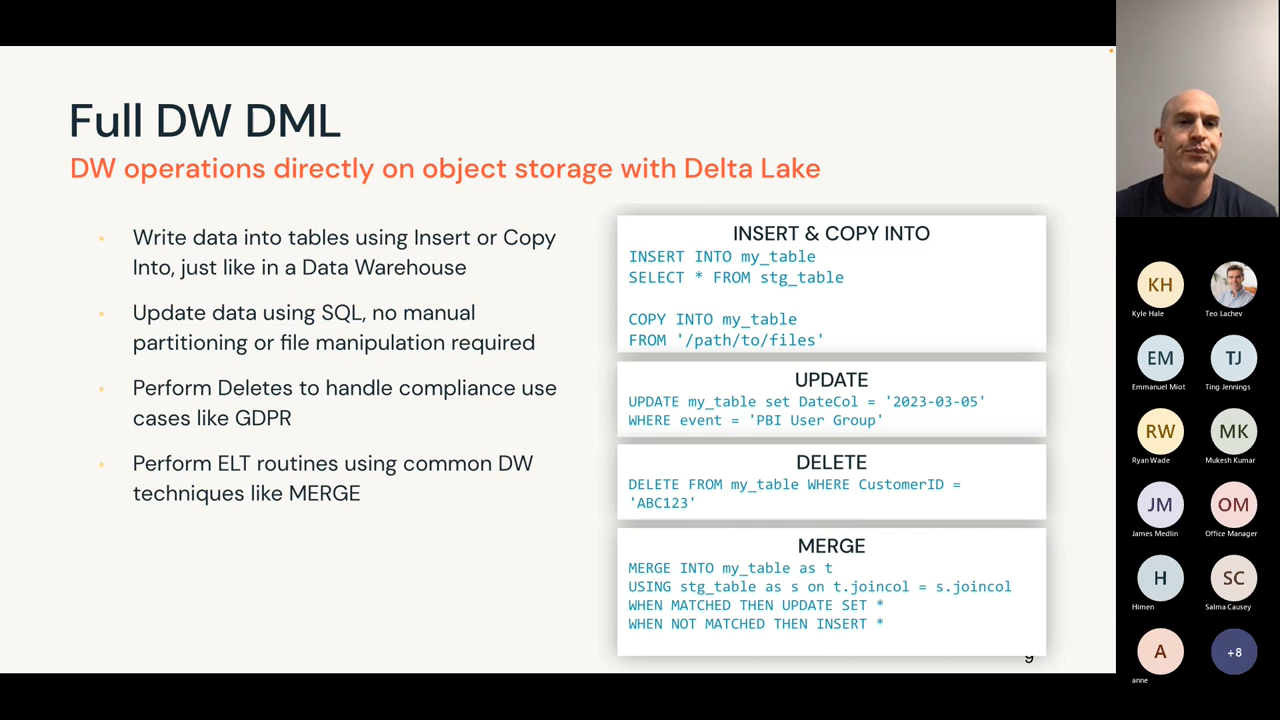 Full DW DML
DW operations directly on object storage with Delta Lake
Write data into tables using Insert or Copy
Into, just like in a Data Warehouse
Update data using SQL, no manual
partitioning or file manipulation required
Perform Deletes to handle compliance use
cases like GDPR
Perform ELT routines using common DW
techniques like MERGE
INSERT & COPY INTO
INSERT INTO my_table
SELECT * FROM stg_table
COPY INTO my_table
FROM '/path/to/files'
UPDATE
UPDATE my_table set DateCol = '2023-03-05'
WHERE event = 'PBI User Group'
DELETE
DELETE FROM my_table WHERE CustomerID =
'ABC123'
MERGE
MERGE INTO my_table as t
USING stg_table as s on t.joincol = s.joincol
WHEN MATCHED THEN UPDATE SET *
WHEN NOT MATCHED THEN INSERT *
9
KH
Kyle Hale
Teo Lachev
EM
Emmanuel Miot
TJ
Ting Jennings
RW
Ryan Wade
MK
Mukesh Kumar
JM
James Medlin
OM
Office Manager
H
Himen
SC
Salma Causey
A
anne
+8